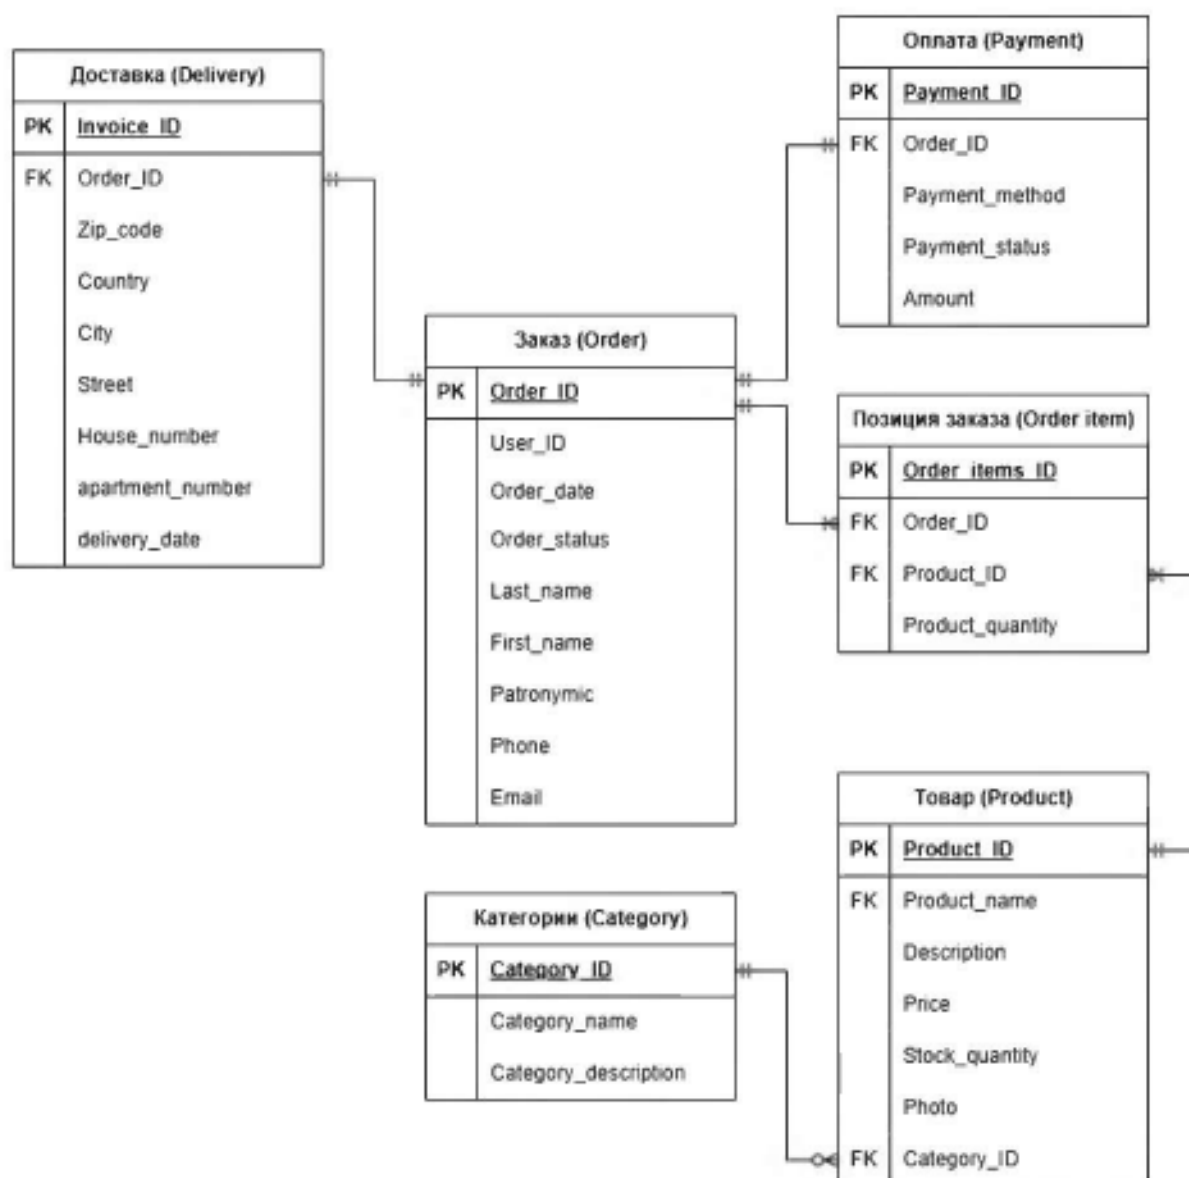 Доставка (Delivery)
PK Invoice_ID
FK Order_ID
Zip_code
Country
City
Street
House_number
apartment_number
delivery_date
Оплата (Payment)
PK Payment_ID
FK Order_ID
Payment_method
Payment_status
Amount
Заказ (Order)
PK Order_ID
User_ID
Order_date
Order_status
Last_name
First_name
Patronymic
Phone
Email
Позиция заказа (Order item)
PK Order_items_ID
FK Order_ID
FK Product_ID
Product_quantity
Категории (Category)
PK Category_ID
Category_name
Category_description
Товар (Product)
PK Product_ID
FK Product_name
Description
Price
Stock_quantity
Photo
FK Category_ID